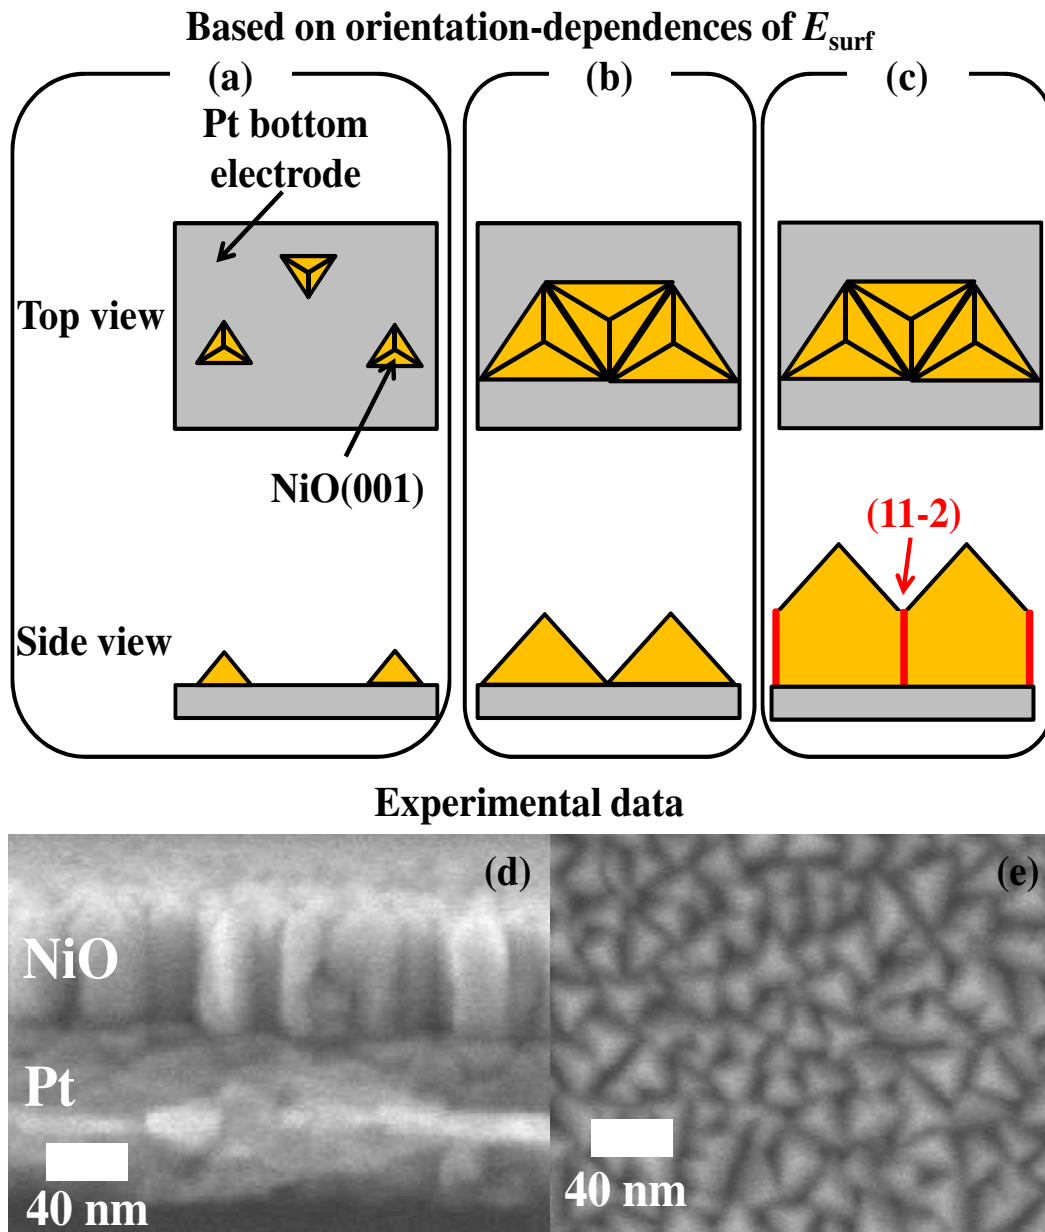 Based on orientation-dependences of Esurf
(a)
(b)
(c)
Pt bottom
electrode
Top view
NiO(001)
(11-2)
Side view
Experimental data
(d)
(e)
NiO
Pt
40 nm
40 nm